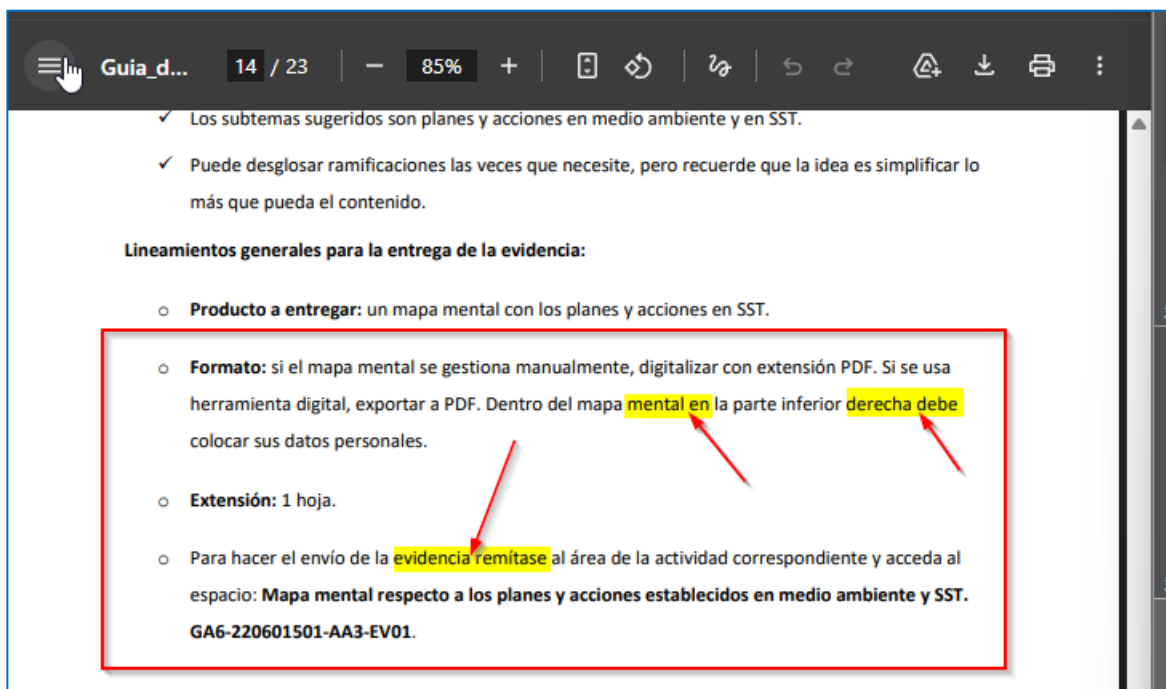 Guia_d... 14 / 23 85%
✓ Los subtemas sugeridos son planes y acciones en medio ambiente y en SST.
✓ Puede desglosar ramificaciones las veces que necesite, pero recuerde que la idea es simplificar lo
más que pueda el contenido.
Lineamientos generales para la entrega de la evidencia:
o Producto a entregar: un mapa mental con los planes y acciones en SST.
o Formato: si el mapa mental se gestiona manualmente, digitalizar con extensión PDF. Si se usa
herramienta digital, exportar a PDF. Dentro del mapa mental en la parte inferior derecha debe
colocar sus datos personales.
o Extensión: 1 hoja.
o Para hacer el envío de la evidencia remítase al área de la actividad correspondiente y acceda al
espacio: Mapa mental respecto a los planes y acciones establecidos en medio ambiente y SST.
GA6-220601501-AA3-EV01.